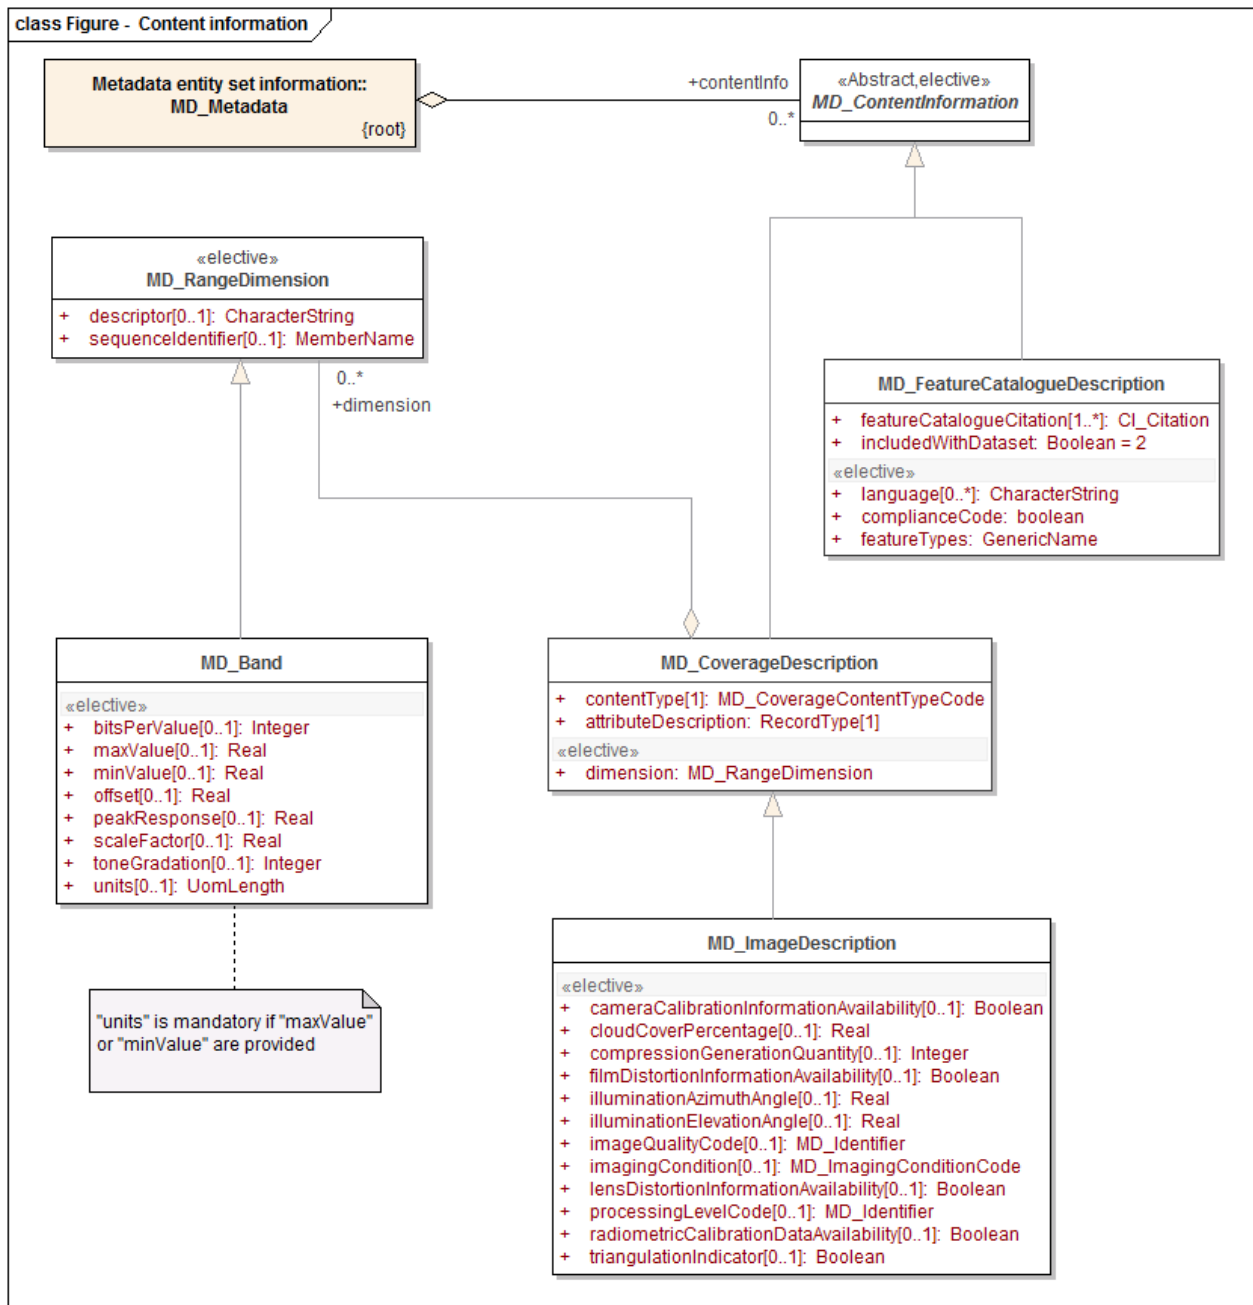 class Figure - Content information
Metadata entity set information::
MD_Metadata
{root}
+contentInfo
0..*
«Abstract,elective»
MD_ContentInformation
«elective»
MD_RangeDimension
+ descriptor[0..1]: CharacterString
+ sequenceIdentifier[0..1]: MemberName
0..*
+dimension
MD_FeatureCatalogueDescription
+ featureCatalogueCitation[1..*]: CI_Citation
+ includedWithDataset: Boolean = 2
«elective»
+ language[0..*]: CharacterString
+ complianceCode: boolean
+ featureTypes: GenericName
MD_Band
«elective»
+ bitsPerValue[0..1]: Integer
+ maxValue[0..1]: Real
+ minValue[0..1]: Real
+ offset[0..1]: Real
+ peakResponse[0..1]: Real
+ scaleFactor[0..1]: Real
+ toneGradation[0..1]: Integer
+ units[0..1]: UomLength
MD_CoverageDescription
+ contentType[1]: MD_CoverageContentTypeCode
+ attributeDescription: RecordType[1]
«elective»
+ dimension: MD_RangeDimension
"units" is mandatory if "maxValue"
or "minValue" are provided
MD_ImageDescription
«elective»
+ cameraCalibrationInformationAvailability[0..1]: Boolean
+ cloudCoverPercentage[0..1]: Real
+ compressionGenerationQuantity[0..1]: Integer
+ filmDistortionInformationAvailability[0..1]: Boolean
+ illuminationAzimuthAngle[0..1]: Real
+ illuminationElevationAngle[0..1]: Real
+ imageQualityCode[0..1]: MD_Identifier
+ imagingCondition[0..1]: MD_ImagingConditionCode
+ lensDistortionInformationAvailability[0..1]: Boolean
+ processingLevelCode[0..1]: MD_Identifier
+ radiometricCalibrationDataAvailability[0..1]: Boolean
+ triangulationIndicator[0..1]: Boolean